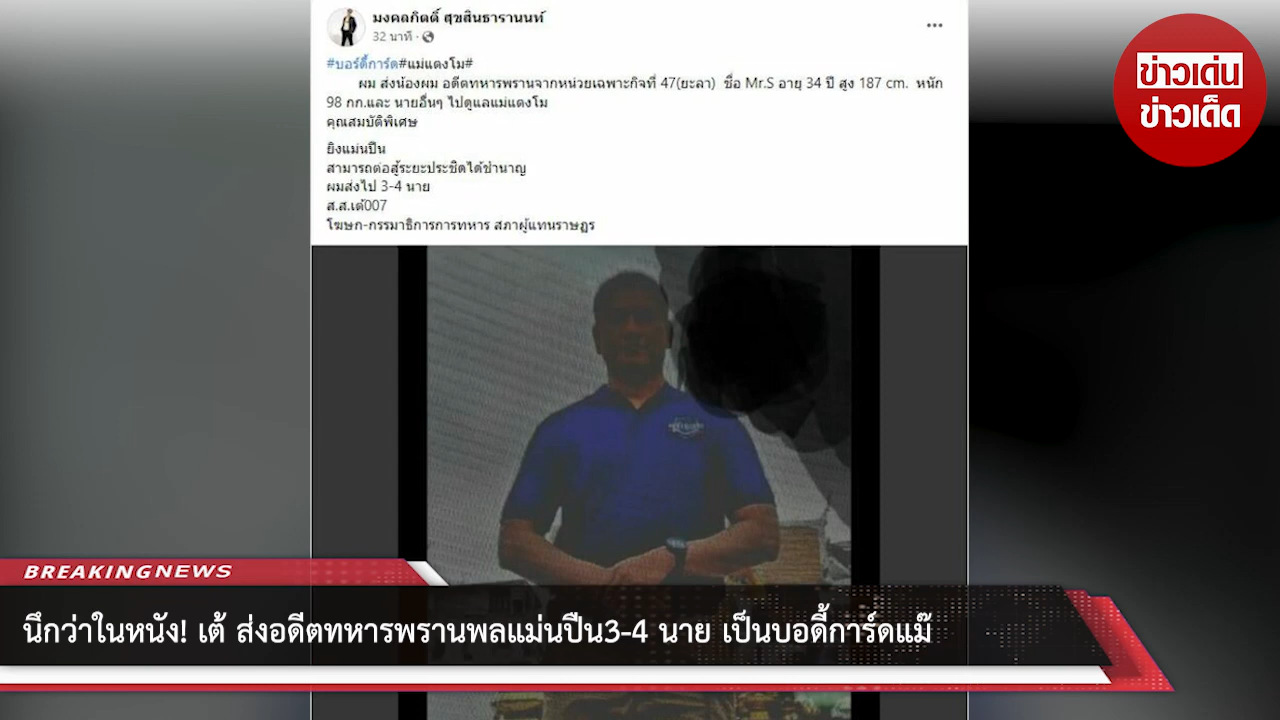 มงคลกิตติ์ สุขสินธารานนท์
32 นาที ·
#บอร์ดี้การ์ด#แม่แตงโม#
ผม ส่งน้องผม อดีตทหารพรานจากหน่วยเฉพาะกิจที่ 47(ยะลา) ชื่อ Mr.S อายุ 34 ปี สูง 187 cm. หนัก
98 กก.และ นายอื่นๆ ไปดูแลแม่แตงโม
คุณสมบัติพิเศษ
ยิงแม่นปืน
สามารถต่อสู้ระยะประชิดได้ชำนาญ
ผมส่งไป 3-4 นาย
ส.ส.เต้007
โฆษก-กรรมาธิการการทหาร สภาผู้แทนราษฎร
ข่าวเด่น
ข่าวเด็ด
BREAKING NEWS
นึกว่าในหนัง! เต้ ส่งอดีตทหารพรานพลแม่นปืน3-4 นาย เป็นบอดี้การ์ดแม๊